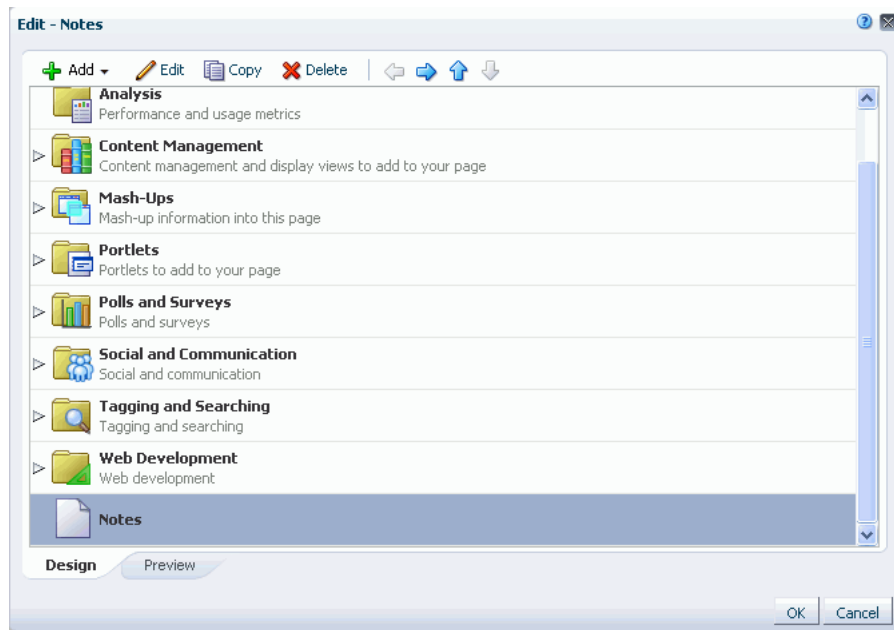 Edit - Notes
Add Edit Copy Delete
Analysis
Performance and usage metrics
Content Management
Content management and display views to add to your page
Mash-Ups
Mash-up information into this page
Portlets
Portlets to add to your page
Polls and Surveys
Polls and surveys
Social and Communication
Social and communication
Tagging and Searching
Tagging and searching
Web Development
Web development
Notes
Design Preview
OK Cancel